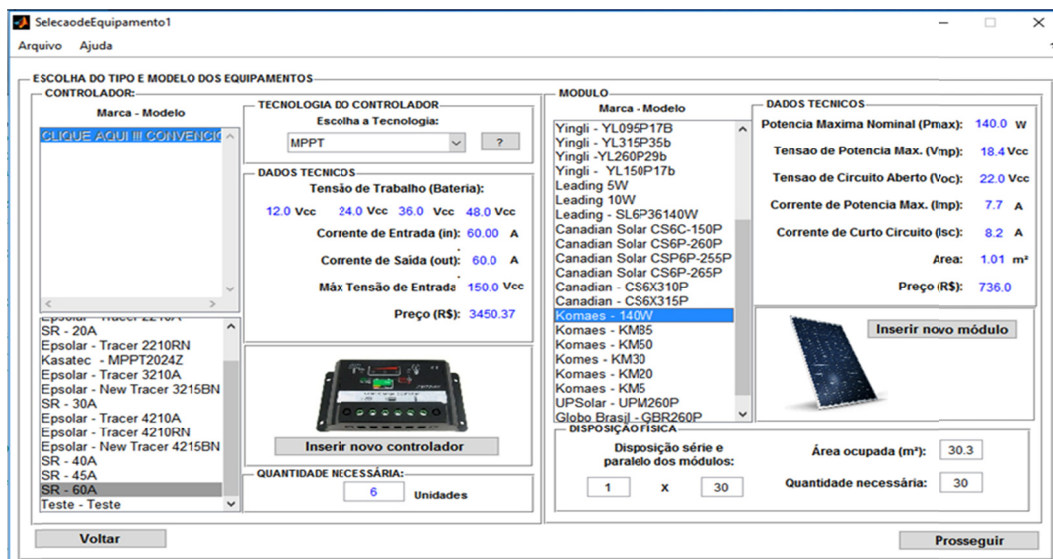 SelecaodeEquipamento1
Arquivo Ajuda
ESCOLHA DO TIPO E MODELO DOS EQUIPAMENTOS
CONTROLADOR:
Marca - Modelo
CLIQUE AQUI !!! CONVENCIO
Epsolar - Tracer 2210A
SR - 20A
Epsolar - Tracer 2210RN
Kasatec - MPPT2024Z
Epsolar - Tracer 3210A
Epsolar - New Tracer 3215BN
SR - 30A
Epsolar - Tracer 4210A
Epsolar - Tracer 4210RN
Epsolar - New Tracer 4215BN
SR - 40A
SR - 45A
SR - 60A
Teste - Teste
TECNOLOGIA DO CONTROLADOR
Escolha a Tecnologia:
MPPT ?
DADOS TECNICOS
Tensão de Trabalho (Bateria):
12.0 Vcc 24.0 Vcc 36.0 Vcc 48.0 Vcc
Corrente de Entrada (in): 60.00 A
Corrente de Saída (out): 60.0 A
Máx Tensão de Entrada 150.0 Vcc
Preço (R$): 3450.37
Inserir novo controlador
QUANTIDADE NECESSÁRIA:
6 Unidades
MODULO
Marca - Modelo
Yingli - YL095P17B
Yingli - YL315P35b
Yingli -YL260P29b
Yingli - YL150P17b
Leading 5W
Leading 10W
Leading - SL6P36140W
Canadian Solar CS6C-150P
Canadian Solar CS6P-260P
Canadian Solar CSP6P-255P
Canadian Solar CS6P-265P
Canadian - CS6X310P
Canadian - CS6X315P
Komaes - 140W
Komaes - KM85
Komaes - KM50
Komes - KM30
Komaes - KM20
Komaes - KM5
UPSolar - UPM260P
Globo Brasil - GBR260P
DADOS TECNICOS
Potencia Maxima Nominal (Pmax): 140.0 W
Tensao de Potencia Max. (Vmp): 18.4 Vcc
Tensao de Circuito Aberto (Voc): 22.0 Vcc
Corrente de Potencia Max. (Imp): 7.7 A
Corrente de Curto Circuito (Isc): 8.2 A
Area: 1.01 m²
Preço (R$): 736.0
Inserir novo módulo
DISPOSIÇÃO FÍSICA
Disposição série e
paralelo dos módulos:
1 X 30
Área ocupada (m²): 30.3
Quantidade necessária: 30
Voltar
Prosseguir